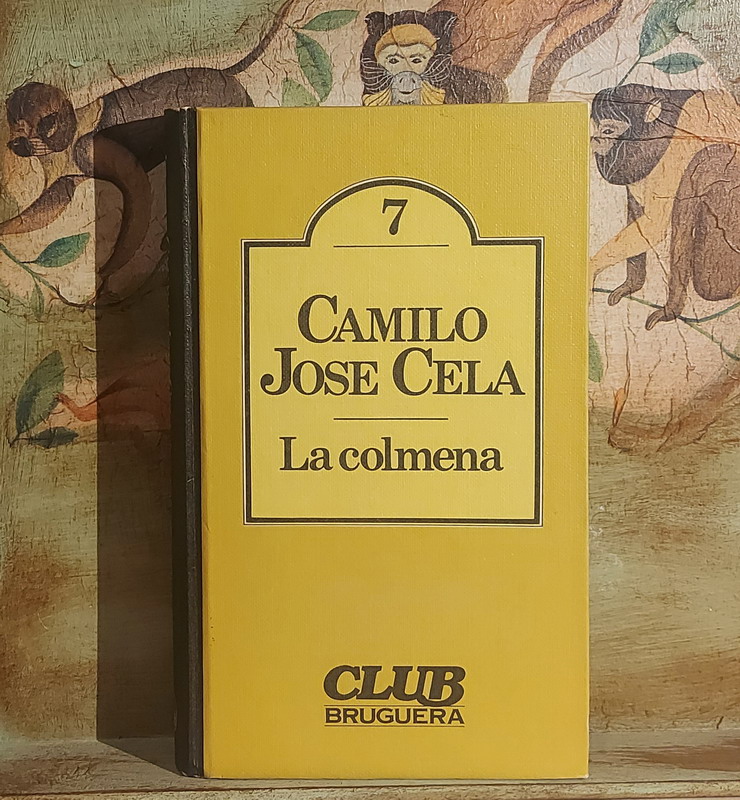 7
CAMILO
JOSE CELA
La colmena
CLUB
BRUGUERA